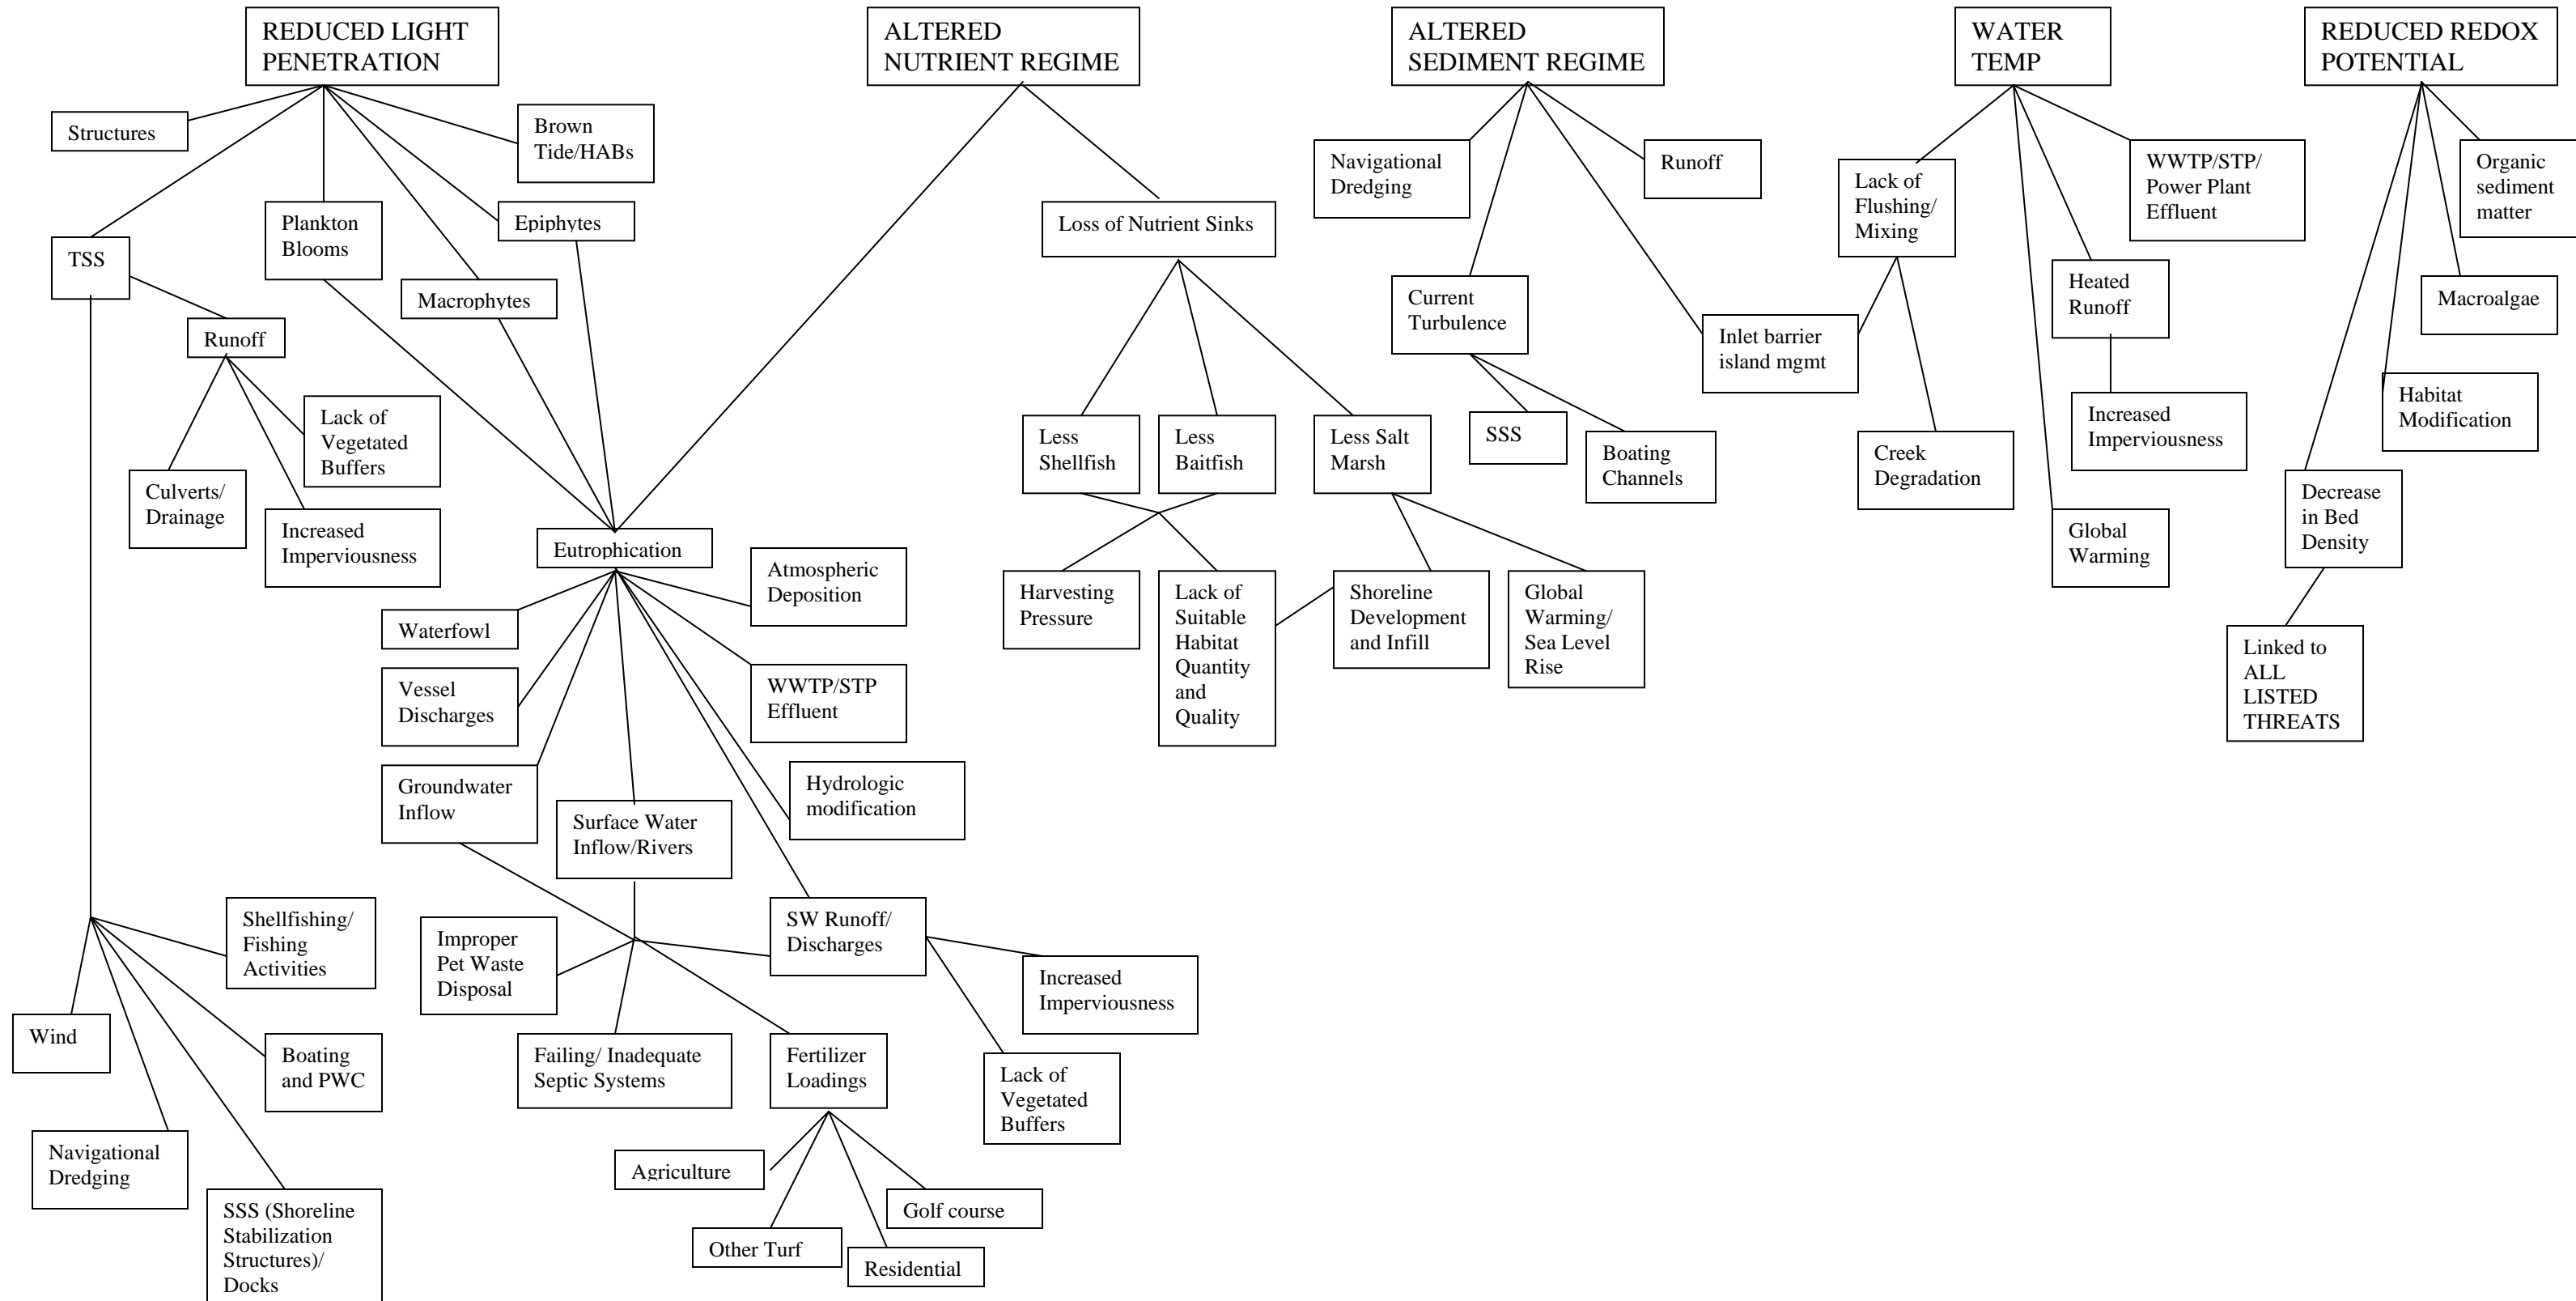 REDUCED LIGHT
PENETRATION
ALTERED
NUTRIENT REGIME
ALTERED
SEDIMENT REGIME
WATER
TEMP
REDUCED REDOX
POTENTIAL
Structures
Brown
Tide/HABs
Plankton
Blooms
Epiphytes
TSS
Macrophytes
Runoff
Lack of
Vegetated
Buffers
Culverts/
Drainage
Increased
Imperviousness
Loss of Nutrient Sinks
Navigational
Dredging
Runoff
Current
Turbulence
Inlet barrier
island mgmt
SSS
Boating
Channels
Lack of
Flushing/
Mixing
WWTP/STP/
Power Plant
Effluent
Heated
Runoff
Increased
Imperviousness
Creek
Degradation
Global
Warming
Organic
sediment
matter
Macroalgae
Habitat
Modification
Decrease
in Bed
Density
Linked to
ALL
LISTED
THREATS
Less
Shellfish
Less
Baitfish
Less Salt
Marsh
Harvesting
Pressure
Lack of
Suitable
Habitat
Quantity
and
Quality
Shoreline
Development
and Infill
Global
Warming/
Sea Level
Rise
Eutrophication
Atmospheric
Deposition
Waterfowl
Vessel
Discharges
WWTP/STP
Effluent
Groundwater
Inflow
Surface Water
Inflow/Rivers
Hydrologic
modification
SW Runoff/
Discharges
Improper
Pet Waste
Disposal
Increased
Imperviousness
Failing/ Inadequate
Septic Systems
Fertilizer
Loadings
Lack of
Vegetated
Buffers
Agriculture
Golf course
Other Turf
Residential
Shellfishing/
Fishing
Activities
Wind
Boating
and PWC
Navigational
Dredging
SSS (Shoreline
Stabilization
Structures)/
Docks